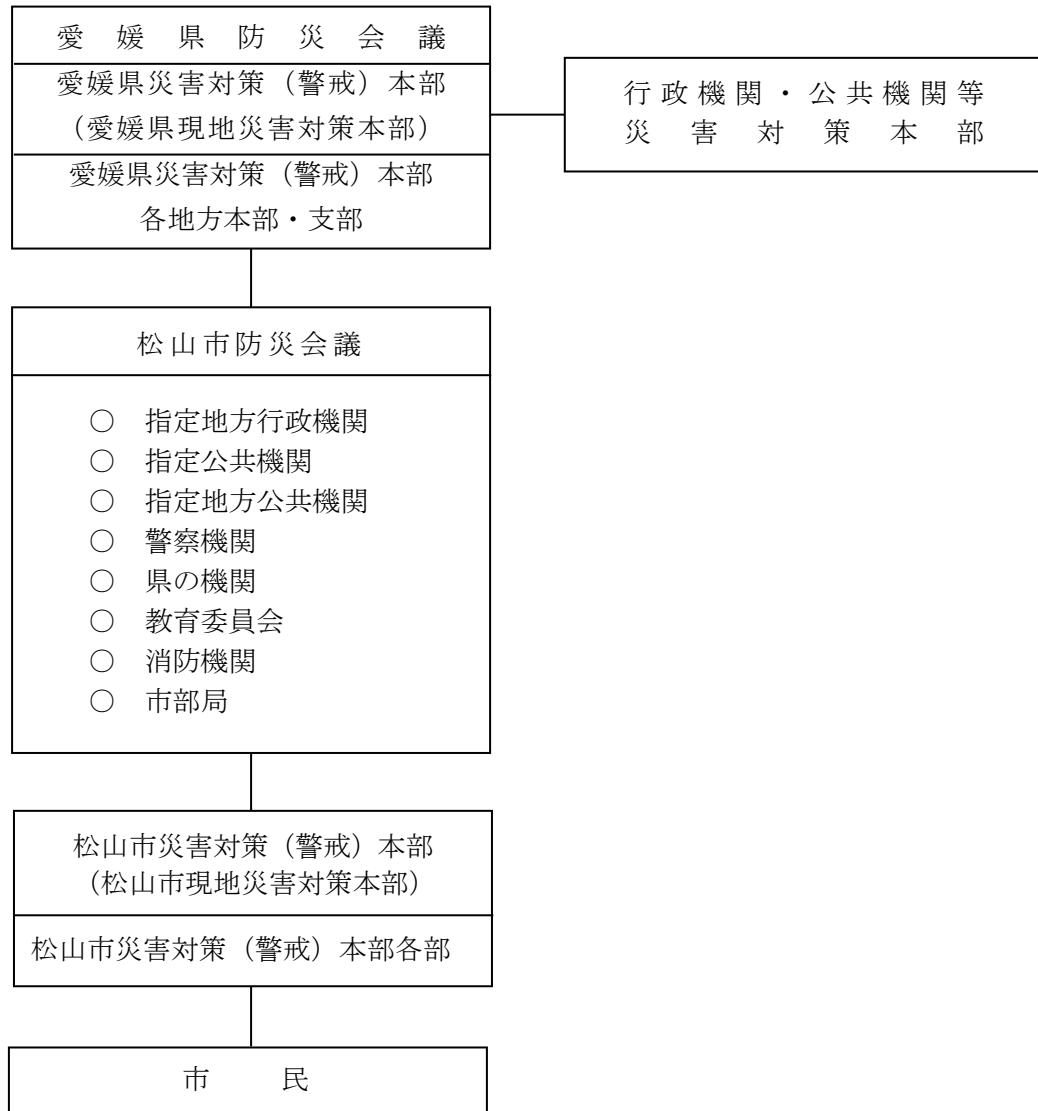 愛媛県防災会議
愛媛県災害対策（警戒）本部
（愛媛県現地災害対策本部）
愛媛県災害対策（警戒）本部
各地方本部・支部
行政機関・公共機関等
災害対策本部
松山市防災会議
○ 指定地方行政機関
○ 指定公共機関
○ 指定地方公共機関
○ 警察機関
○ 県の機関
○ 教育委員会
○ 消防機関
○ 市部局
松山市災害対策（警戒）本部
（松山市現地災害対策本部）
松山市災害対策（警戒）本部各部
市民